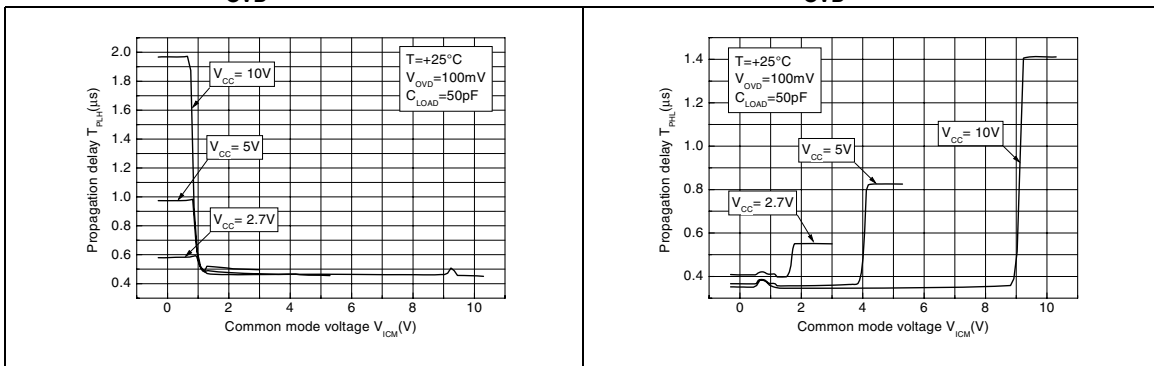 2.0
1.8
1.6
1.4
1.2
1.0
0.8
0.6
0.4
Propagation delay T_PLH(µs)
V_CC= 10V
V_CC= 5V
V_CC= 2.7V
T=+25°C
V_OVD=100mV
C_LOAD=50pF
0 2 4 6 8 10
Common mode voltage V_ICM(V)
1.4
1.2
1.0
0.8
0.6
0.4
Propagation delay T_PHL(µs)
T=+25°C
V_OVD=100mV
C_LOAD=50pF
V_CC= 10V
V_CC= 5V
V_CC= 2.7V
0 2 4 6 8 10
Common mode voltage V_ICM(V)